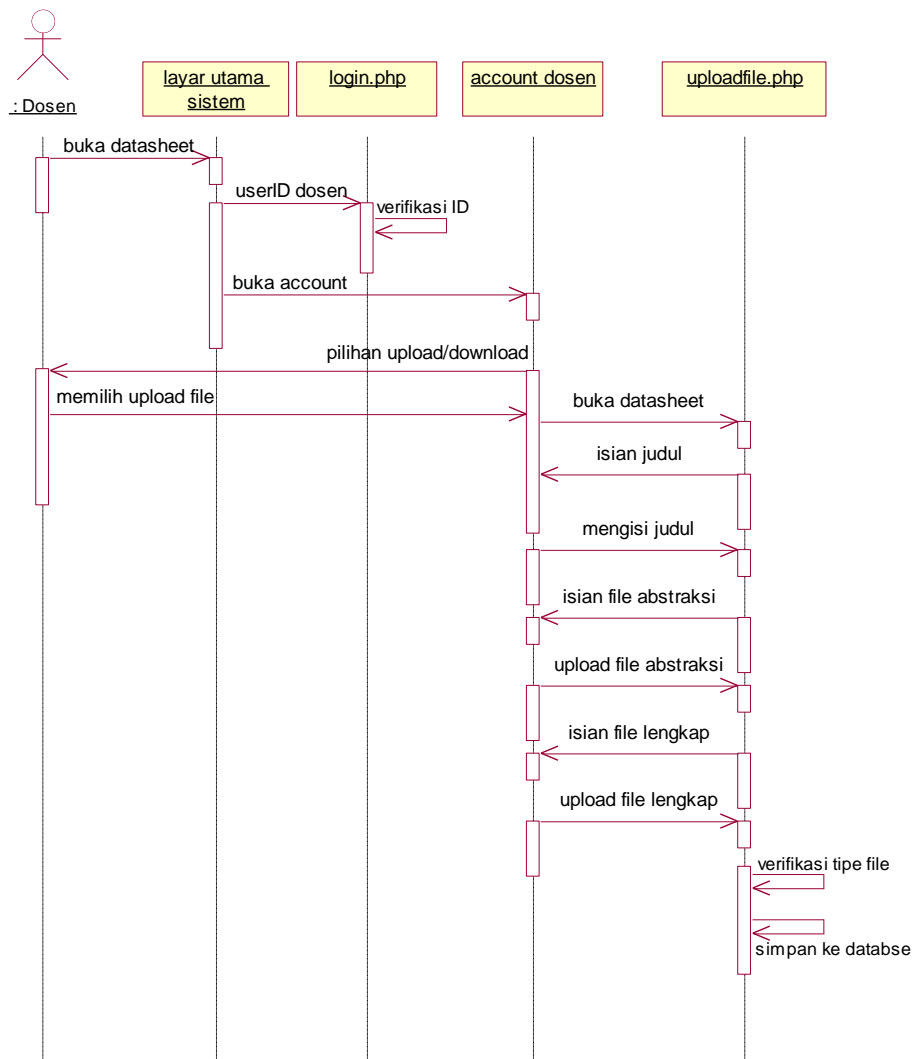 : Dosen
layar utama
sistem
login.php
account dosen
uploadfile.php
buka datasheet
userID dosen
verifikasi ID
buka account
pilihan upload/download
memilih upload file
buka datasheet
isian judul
mengisi judul
isian file abstraksi
upload file abstraksi
isian file lengkap
upload file lengkap
verifikasi tipe file
simpan ke databse